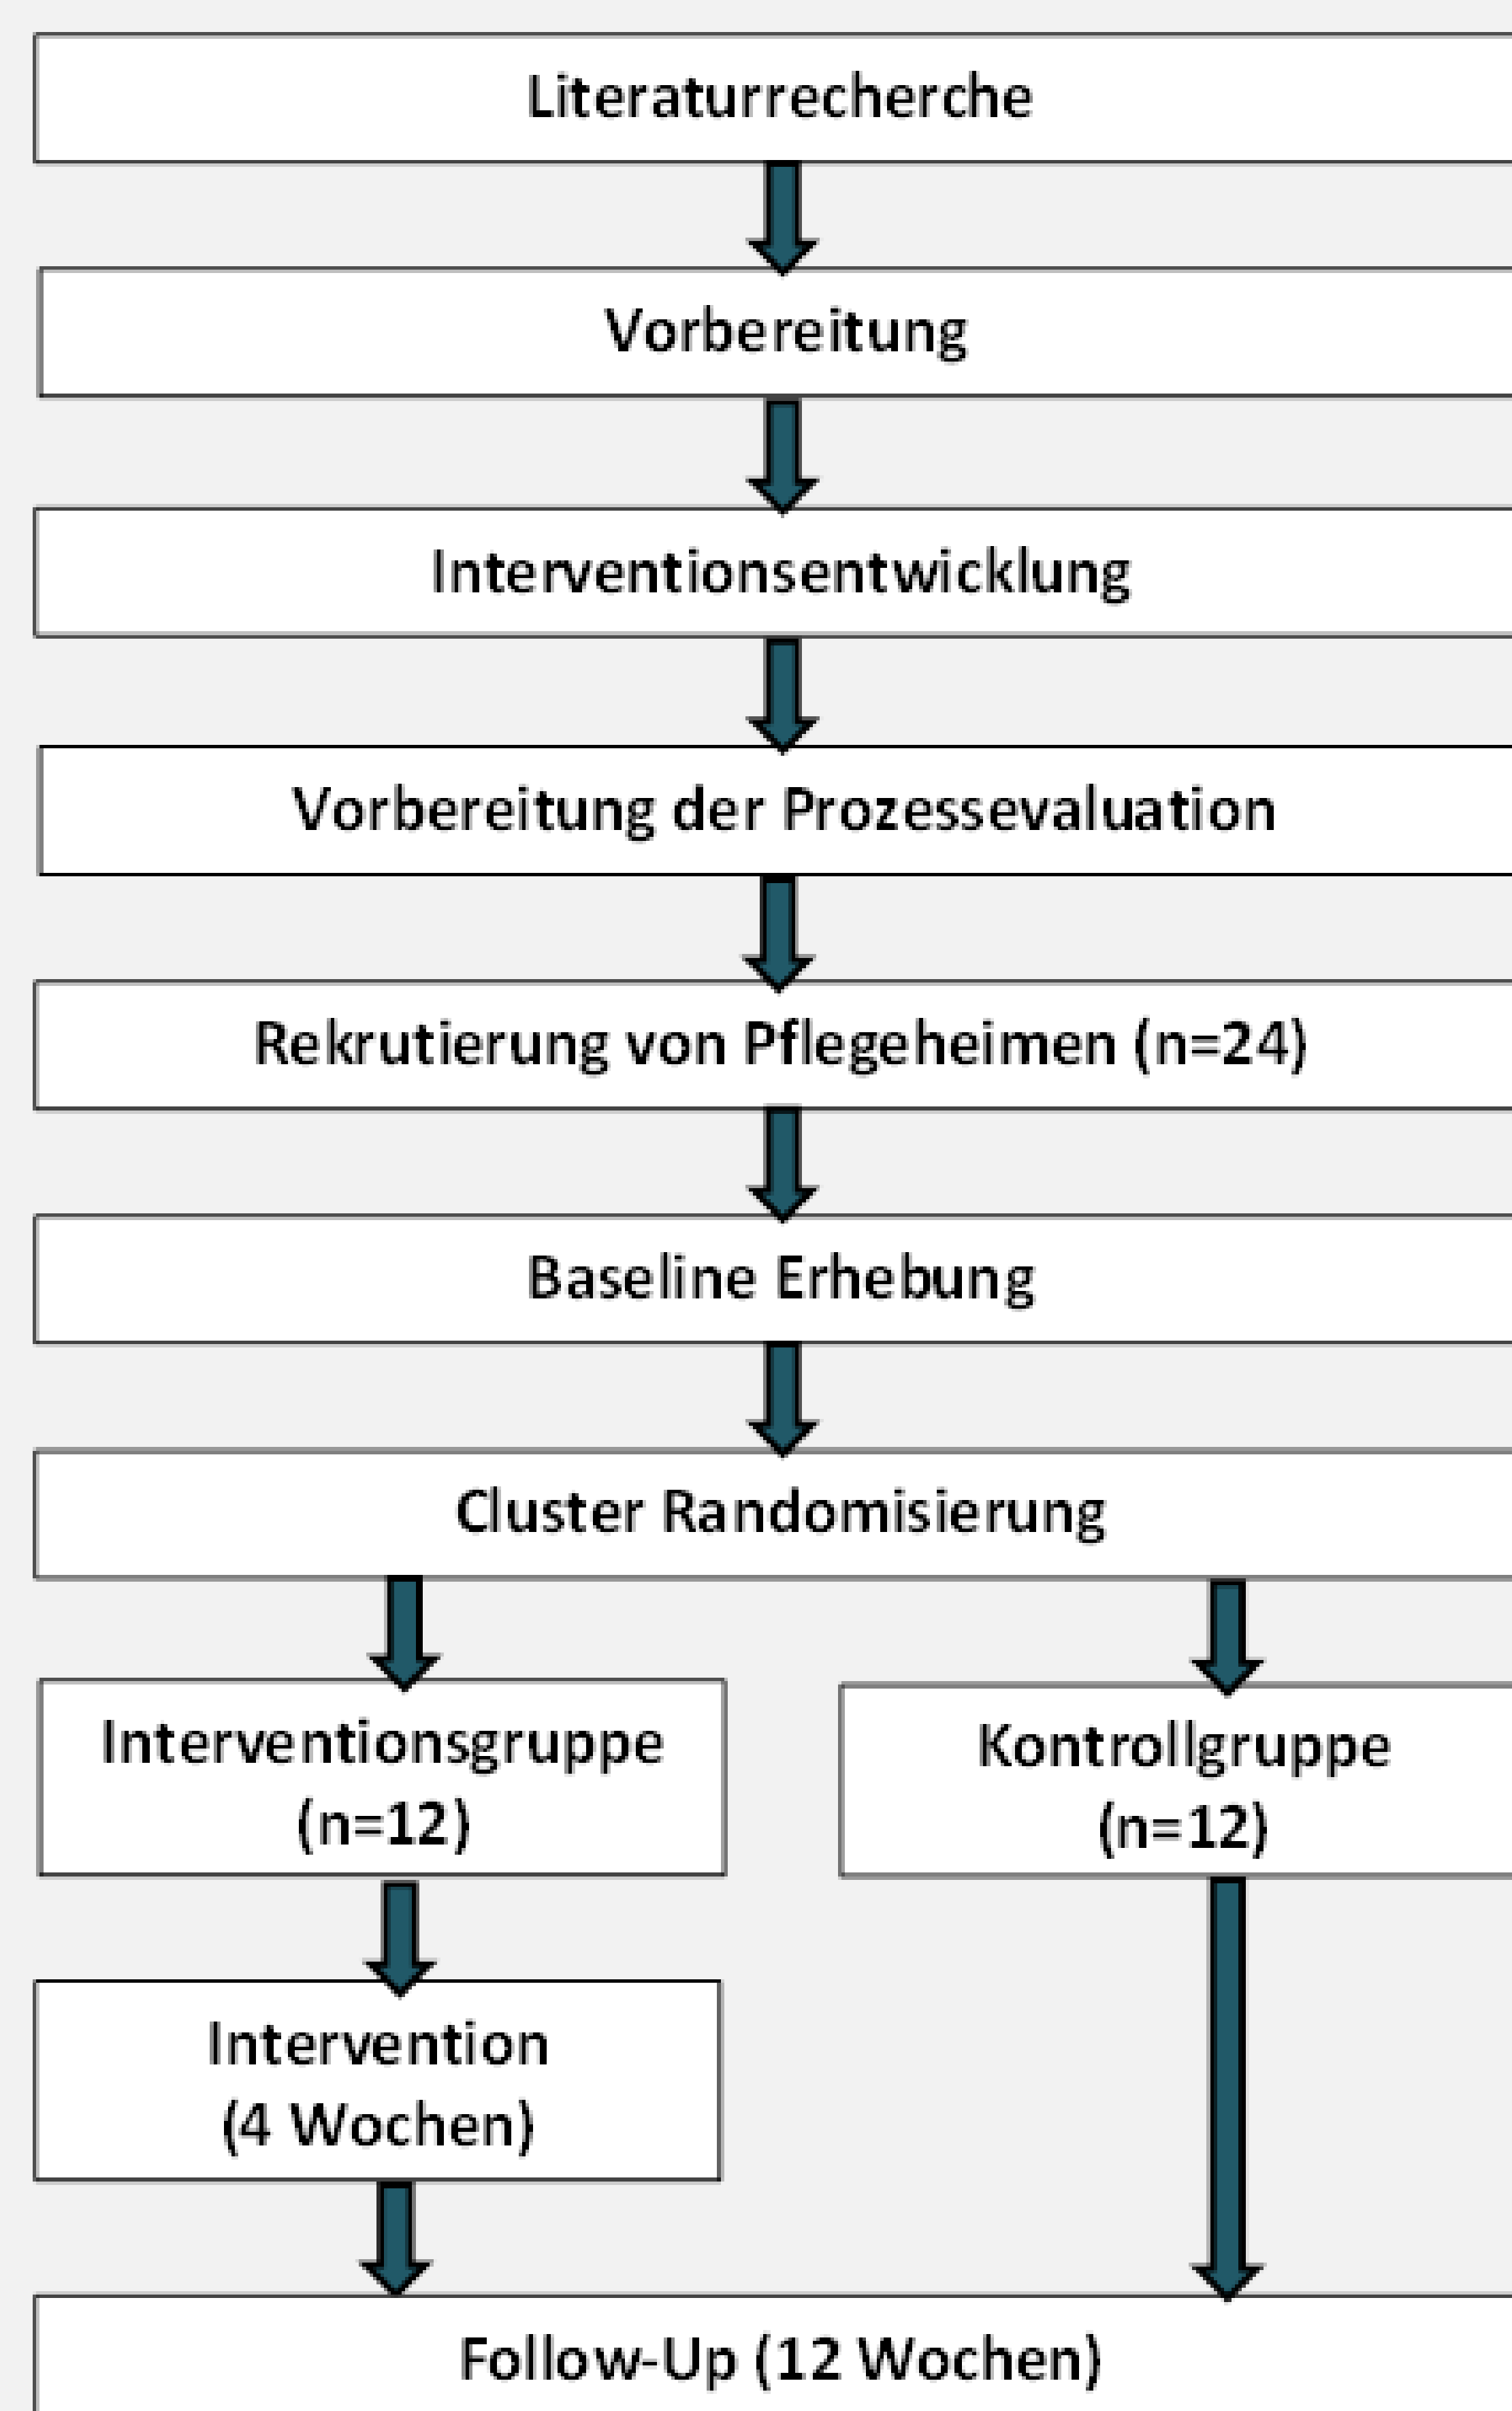 Literaturrecherche
Vorbereitung
Interventionsentwicklung
Vorbereitung der Prozessevaluation
Rekrutierung von Pflegeheimen (n=24)
Baseline Erhebung
Cluster Randomisierung
Interventionsgruppe
(n=12)
Kontrollgruppe
(n=12)
Intervention
(4 Wochen)
Follow-Up (12 Wochen)